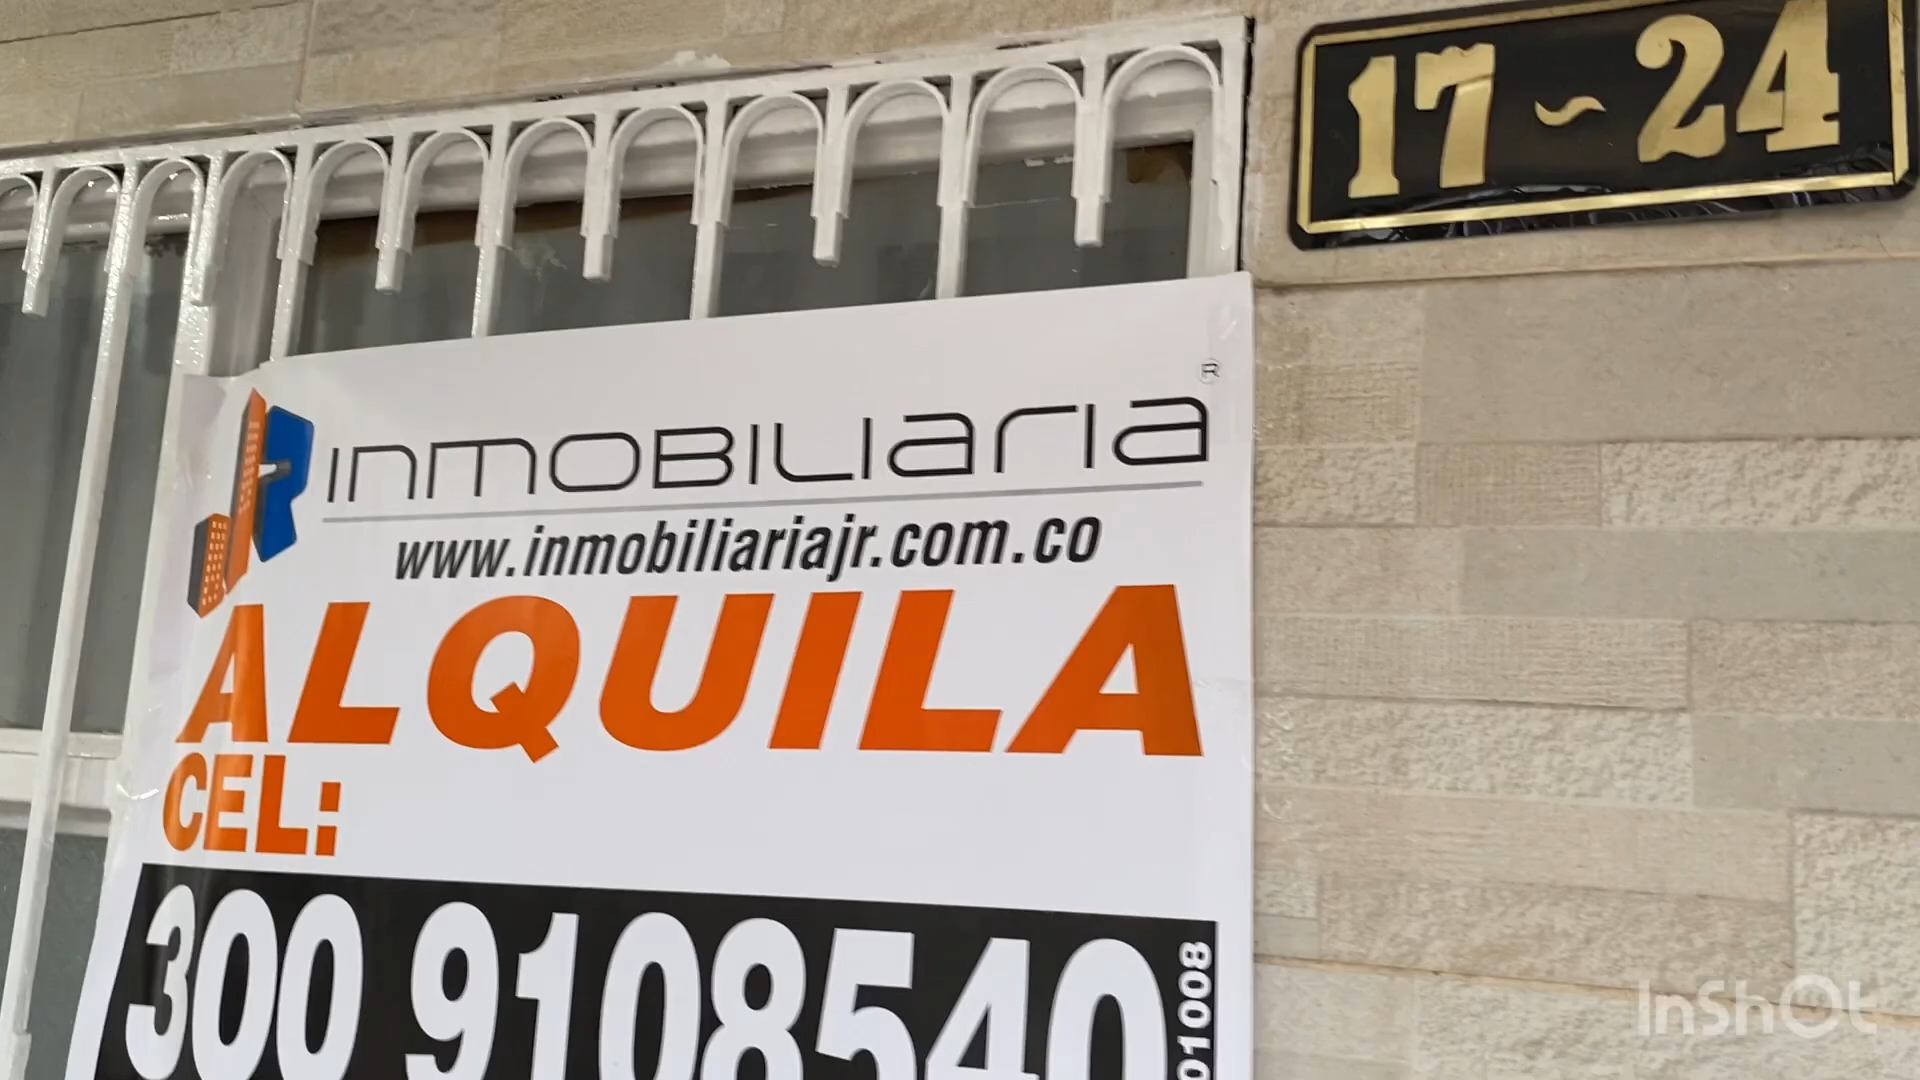 17-24
JR INMOBILIARIA ®
www.inmobiliariajr.com.co
ALQUILA
CEL:
300 9108540
InShOt